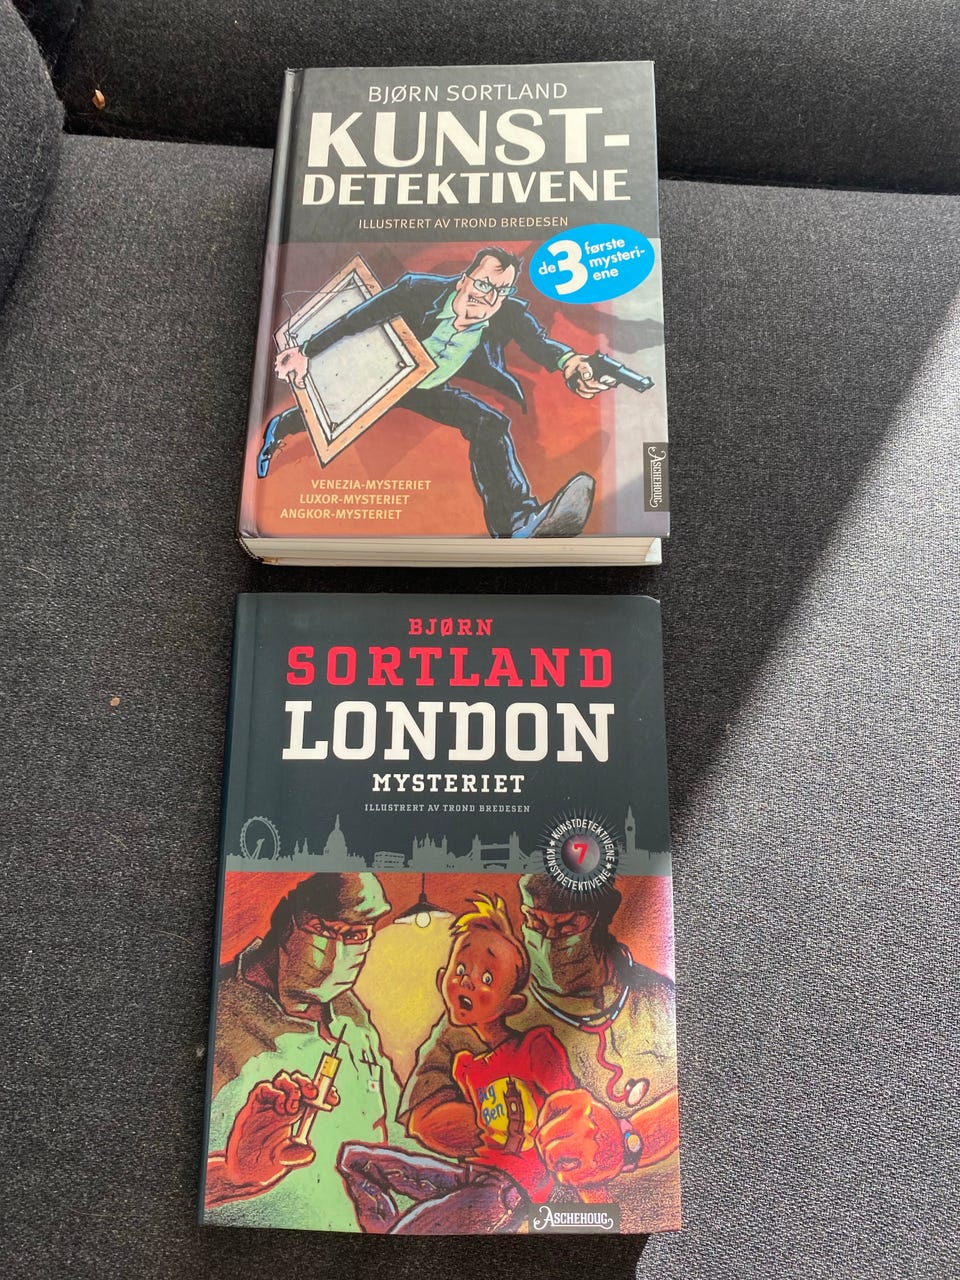 BJØRN SORTLAND
KUNST-
DETEKTIVENE
ILLUSTRERT AV TROND BREDESEN
de 3 første
mysteri-
ene
VENEZIA-MYSTERIET
LUXOR-MYSTERIET
ANGKOR-MYSTERIET
ASCHEHOUG
BJØRN
SORTLAND
LONDON
MYSTERIET
ILLUSTRERT AV TROND BREDESEN
KUNSTDETEKTIVENE ★ KUNSTDETEKTIVENE ★
7
Big
Ben
ASCHEHOUG